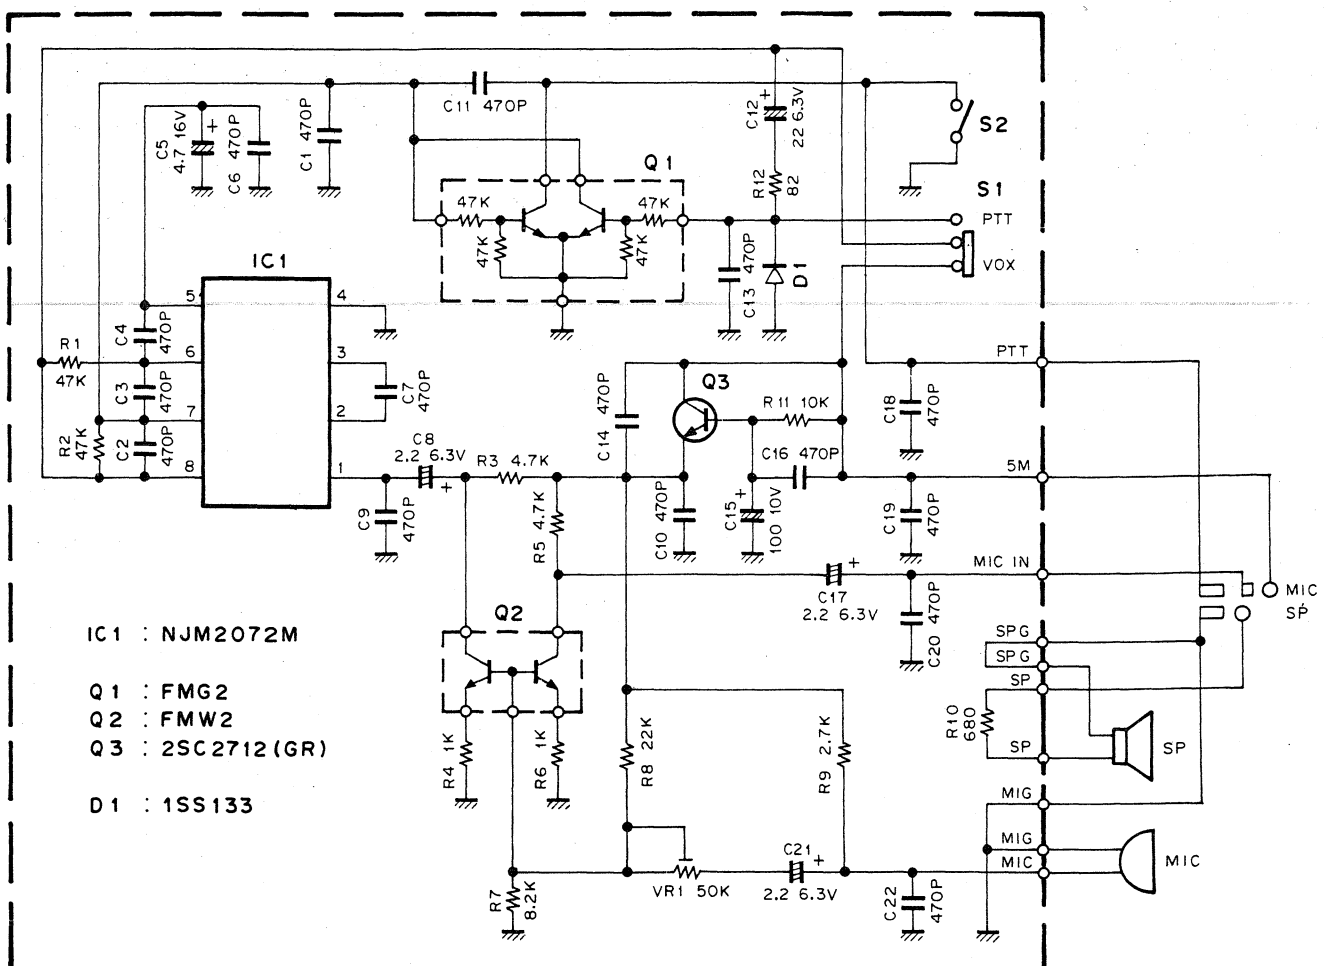 C11 470P
C12 22 6.3V
S2
C5 4.7 16V
C6 470P
C1 470P
Q1
R12 82
S1
47K
47K
PTT
47K
47K
C13 470P
D1
VOX
IC1
5
4
C4 470P
R1 47K
6
3
PTT
C3 470P
C7 470P
C14 470P
Q3
R11 10K
C18 470P
R2 47K
7
2
C2 470P
C8
2.2 6.3V
R3 4.7K
C16 470P
5M
8
1
C9 470P
R5 4.7K
C10 470P
C15 100 10V
C19 470P
MIC IN
C17
2.2 6.3V
C20 470P
MIC
SP
Q2
IC1 : NJM2072M
SPG
SPG
Q1 : FMG2
SP
Q2 : FMW2
R10 680
Q3 : 2SC2712(GR)
R4 1K
R6 1K
R8 22K
R9 2.7K
SP
SP
D1 : 1SS133
MIG
MIG
MIC
MIC
C21
VR1 50K
2.2 6.3V
R7 8.2K
C22 470P